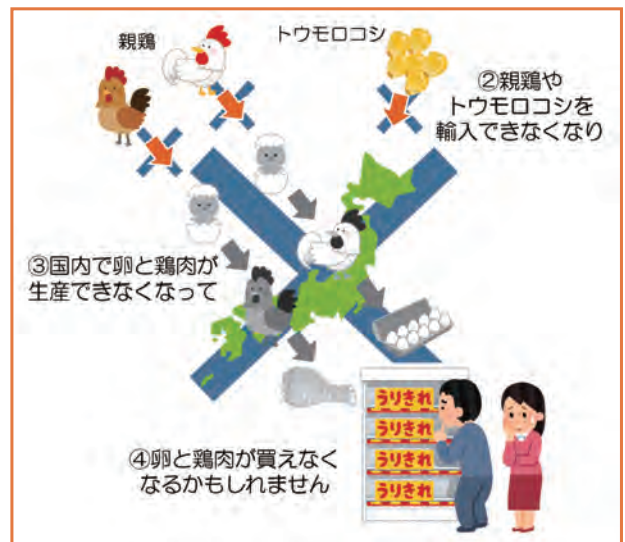 親鶏
トウモロコシ
②親鶏や
トウモロコシを
輸入できなくなり
③国内で卵と鶏肉が
生産できなくなって
うりきれ
うりきれ
うりきれ
うりきれ
④卵と鶏肉が買えなく
なるかもしれません